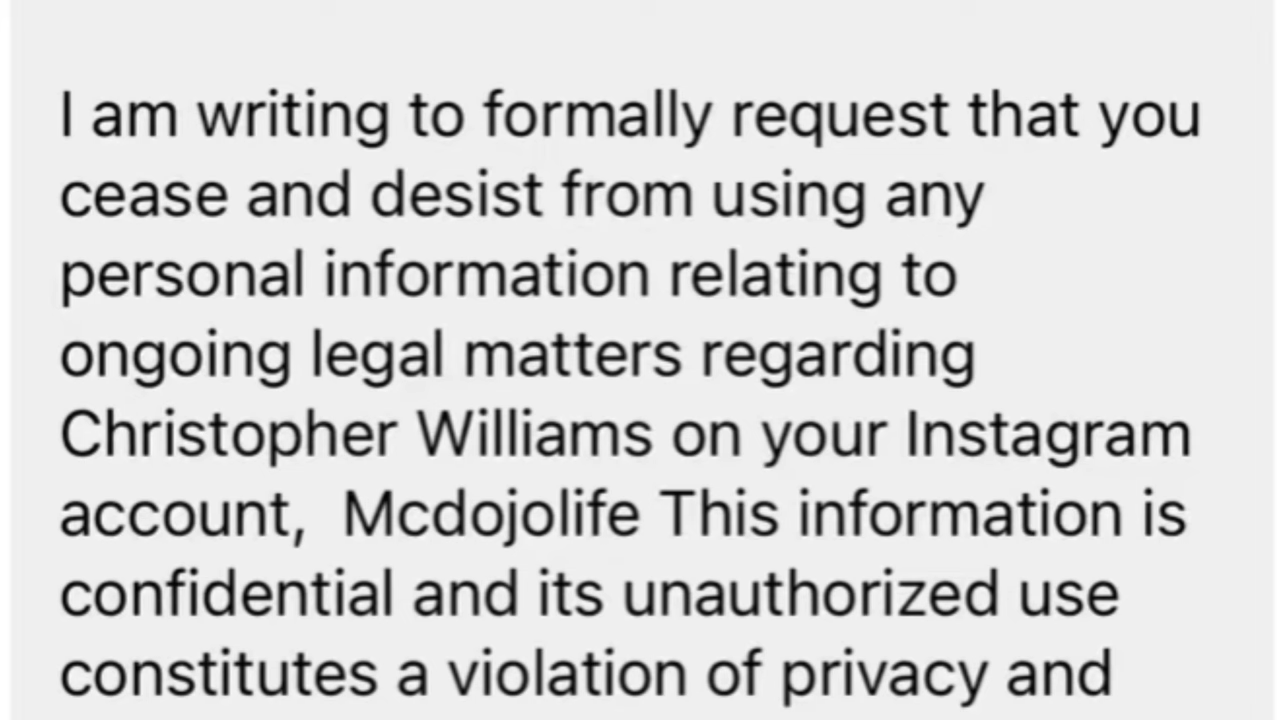 I am writing to formally request that you
cease and desist from using any
personal information relating to
ongoing legal matters regarding
Christopher Williams on your Instagram
account,  Mcdojolife This information is
confidential and its unauthorized use
constitutes a violation of privacy and